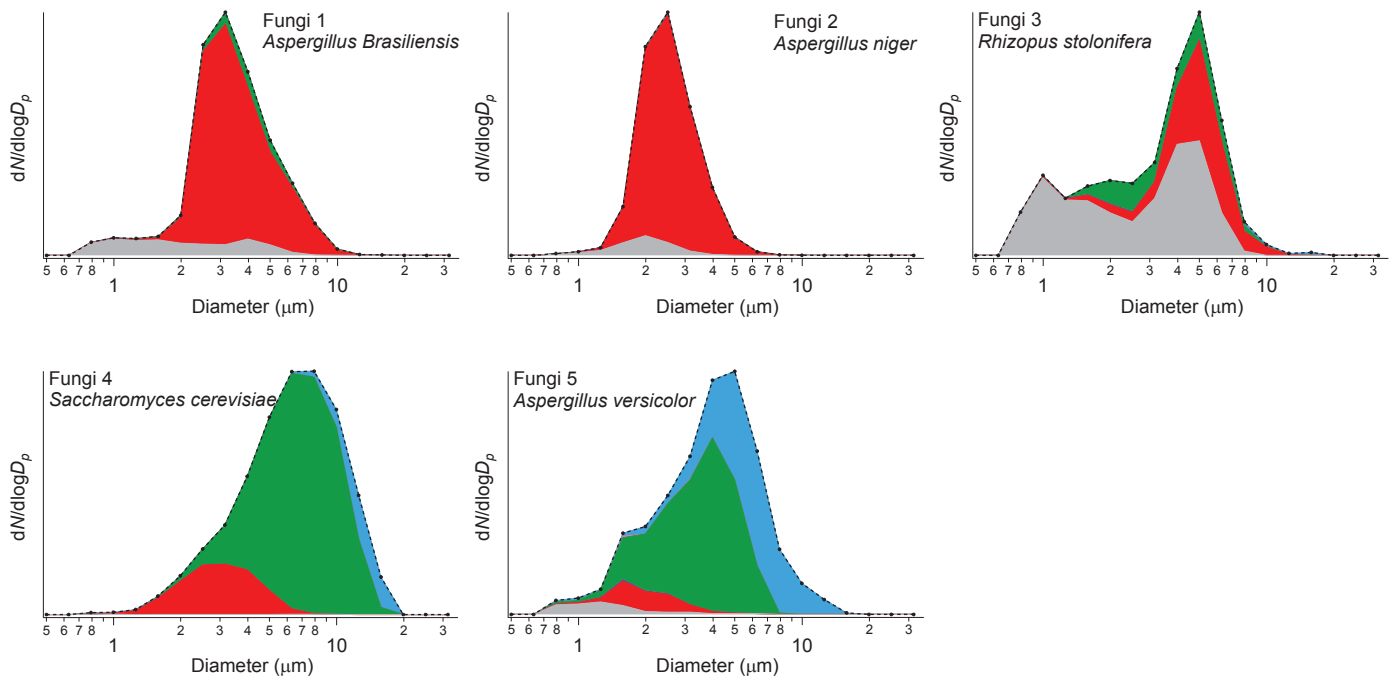 Fungi 1
Aspergillus Brasiliensis
dN/dlogDp
5 6 7 8 2 3 4 5 6 7 8 2 3
1 10
Diameter (μm)
Fungi 2
Aspergillus niger
dN/dlogDp
5 6 7 8 2 3 4 5 6 7 8 2 3
1 10
Diameter (μm)
Fungi 3
Rhizopus stolonifera
dN/dlogDp
5 6 7 8 2 3 4 5 6 7 8 2 3
1 10
Diameter (μm)
Fungi 4
Saccharomyces cerevisiae
dN/dlogDp
5 6 7 8 2 3 4 5 6 7 8 2 3
1 10
Diameter (μm)
Fungi 5
Aspergillus versicolor
dN/dlogDp
5 6 7 8 2 3 4 5 6 7 8 2 3
1 10
Diameter (μm)